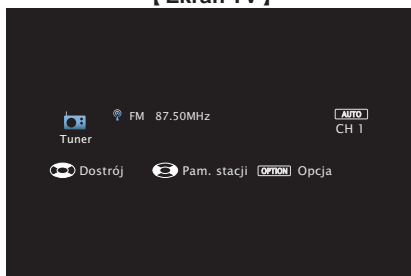 【Ekran TV】
FM 87.50MHz
AUTO
CH 1
Tuner
Dostrój Pam. stacji OPTION Opcja